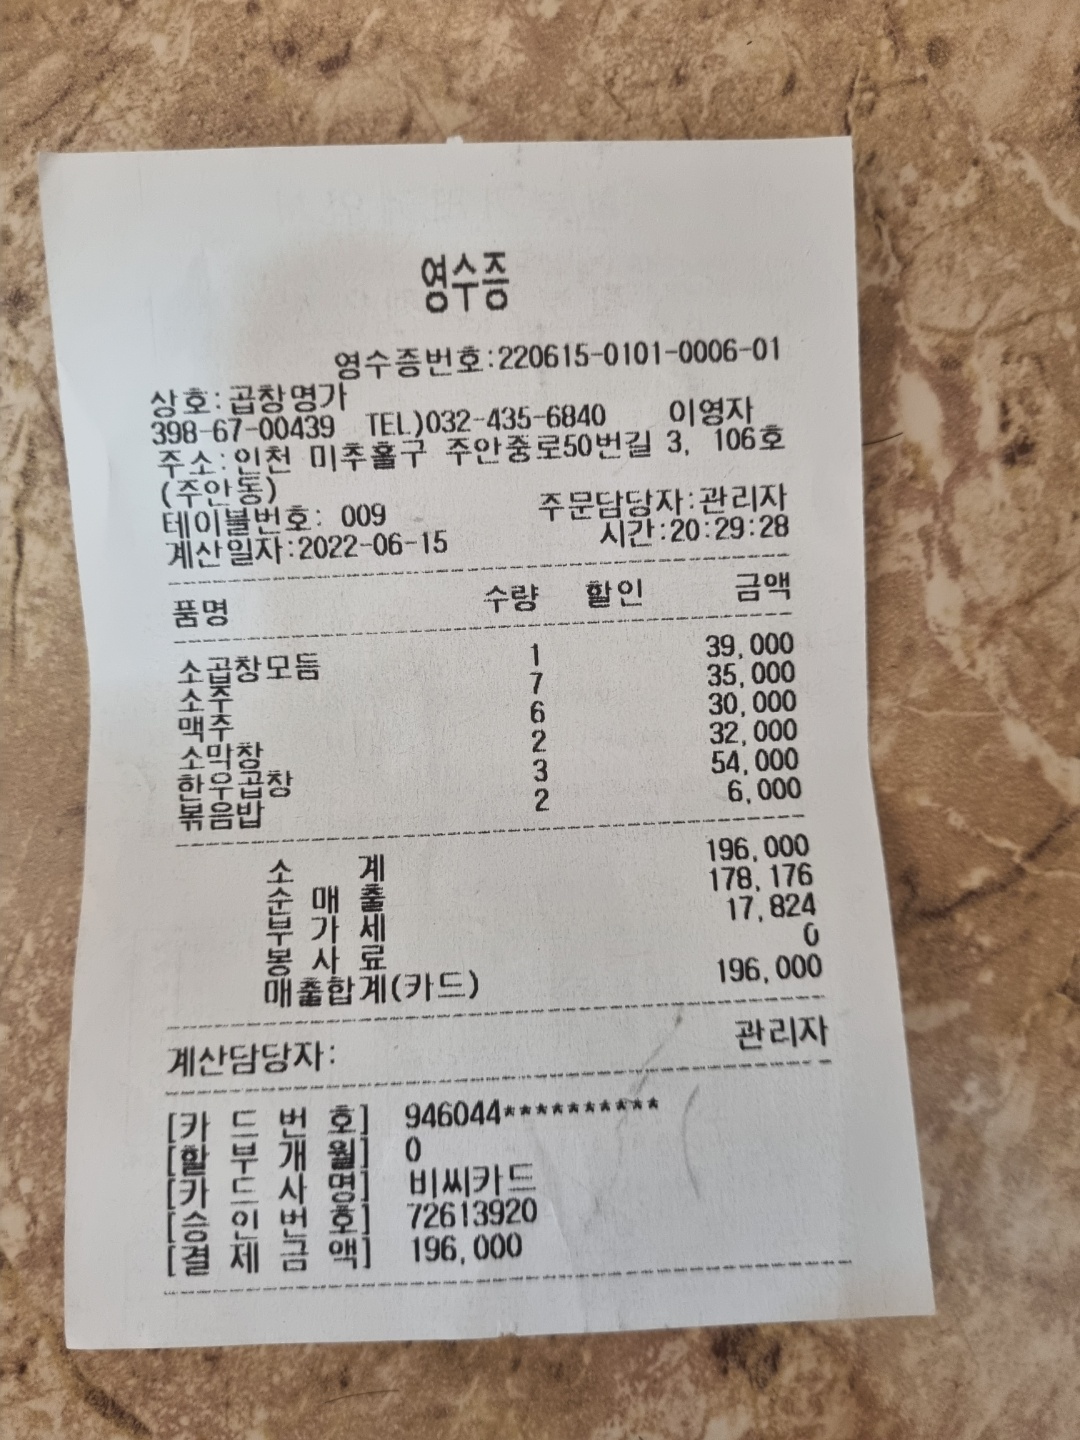 영수증
영수증번호:220615-0101-0006-01
상호:곱창명가
398-67-00439 TEL)032-435-6840 이영자
주소:인천 미추홀구 주안중로50번길 3, 106호
(주안동)
테이블번호: 009 주문담당자:관리자
계산일자:2022-06-15 시간:20:29:28
품명 수량 할인 금액
소곱창모듬 1 39,000
소주 7 35,000
맥주 6 30,000
소막창 2 32,000
한우곱창 3 54,000
볶음밥 2 6,000
소 계 196,000
순 매 출 178,176
부 가 세 17,824
봉 사 료 0
매출합계(카드) 196,000
계산담당자: 관리자
[카 드 번 호] 946044**********
[할 부 개 월] 0
[카 드 사 명] 비씨카드
[승 인 번 호] 72613920
[결 제 금 액] 196,000